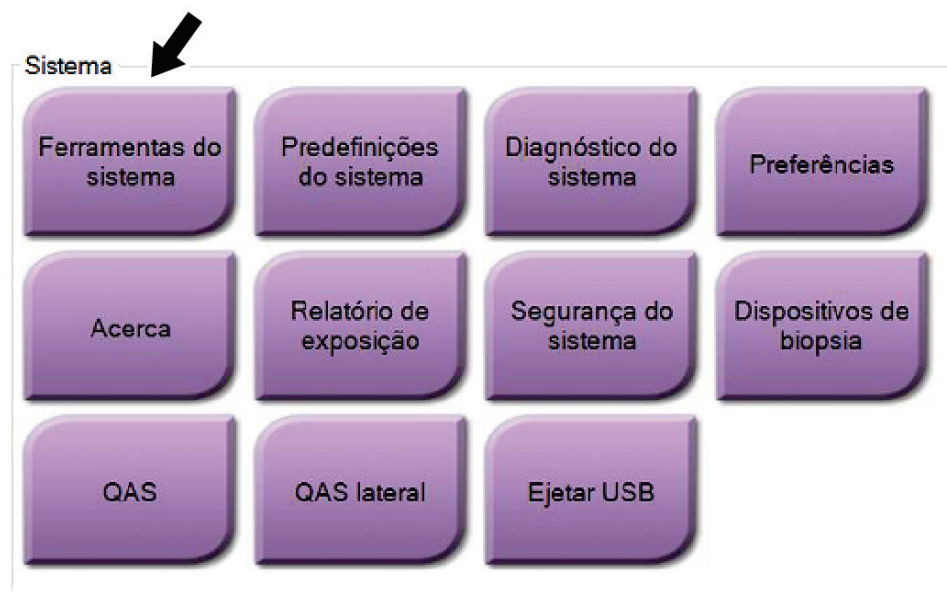 Sistema
Ferramentas do
sistema
Predefinições
do sistema
Diagnóstico do
sistema
Preferências
Acerca
Relatório de
exposição
Segurança do
sistema
Dispositivos de
biopsia
QAS
QAS lateral
Ejetar USB